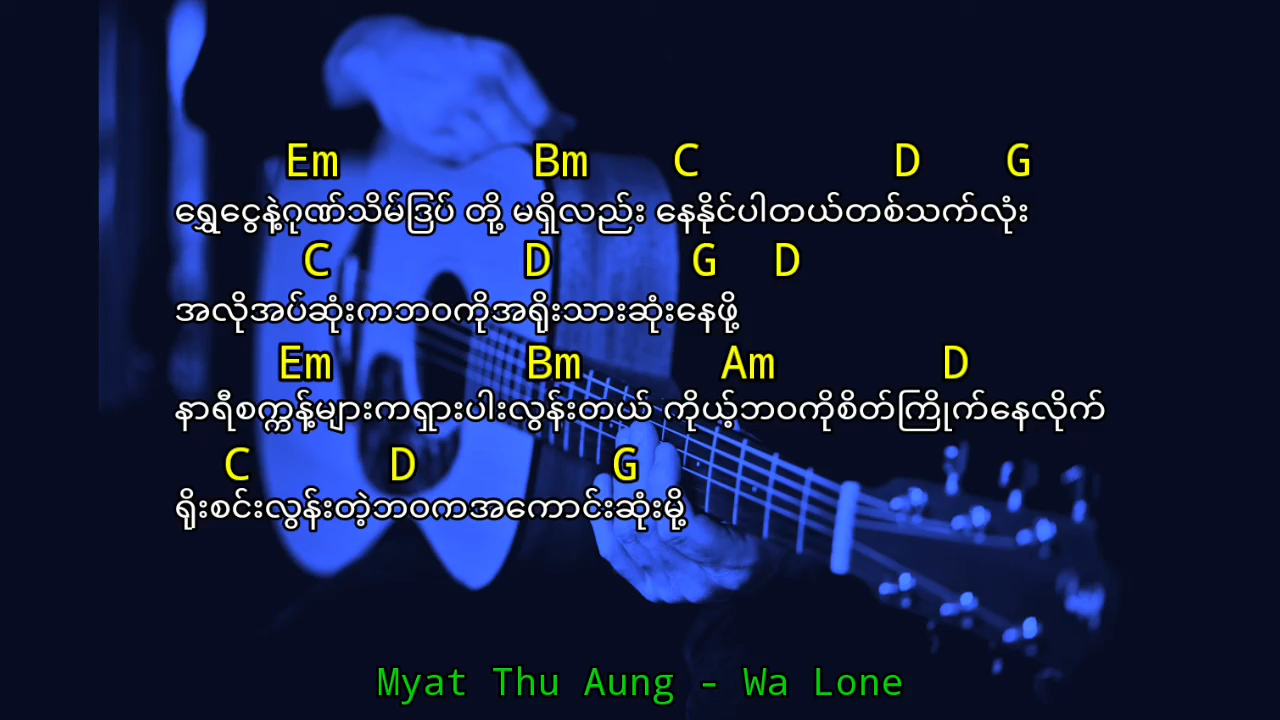 Em Bm C D G
ရွှေငွေနဲ့ဂုဏ်သိမ်ဒြပ် တို့ မရှိလည်း နေနိုင်ပါတယ်တစ်သက်လုံး
C D G D
အလိုအပ်ဆုံးကဘဝကိုအရိုးသားဆုံးနေဖို့
Em Bm Am D
နာရီစက္ကန့်များကရှားပါးလွန်းတယ် ကိုယ့်ဘဝကိုစိတ်ကြိုက်နေလိုက်
C D G
ရိုးစင်းလွန်းတဲ့ဘဝကအကောင်းဆုံးမို့
Myat Thu Aung - Wa Lone